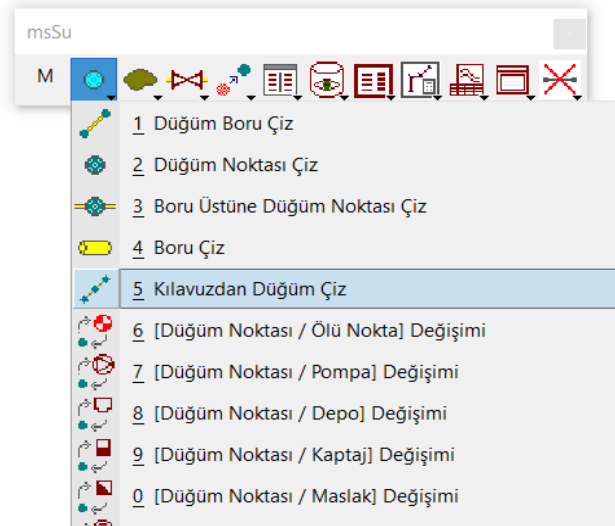 msSu
M
1 Düğüm Boru Çiz
2 Düğüm Noktası Çiz
3 Boru Üstüne Düğüm Noktası Çiz
4 Boru Çiz
5 Kılavuzdan Düğüm Çiz
6 [Düğüm Noktası / Ölü Nokta] Değişimi
7 [Düğüm Noktası / Pompa] Değişimi
8 [Düğüm Noktası / Depo] Değişimi
9 [Düğüm Noktası / Kaptaj] Değişimi
0 [Düğüm Noktası / Maslak] Değişimi